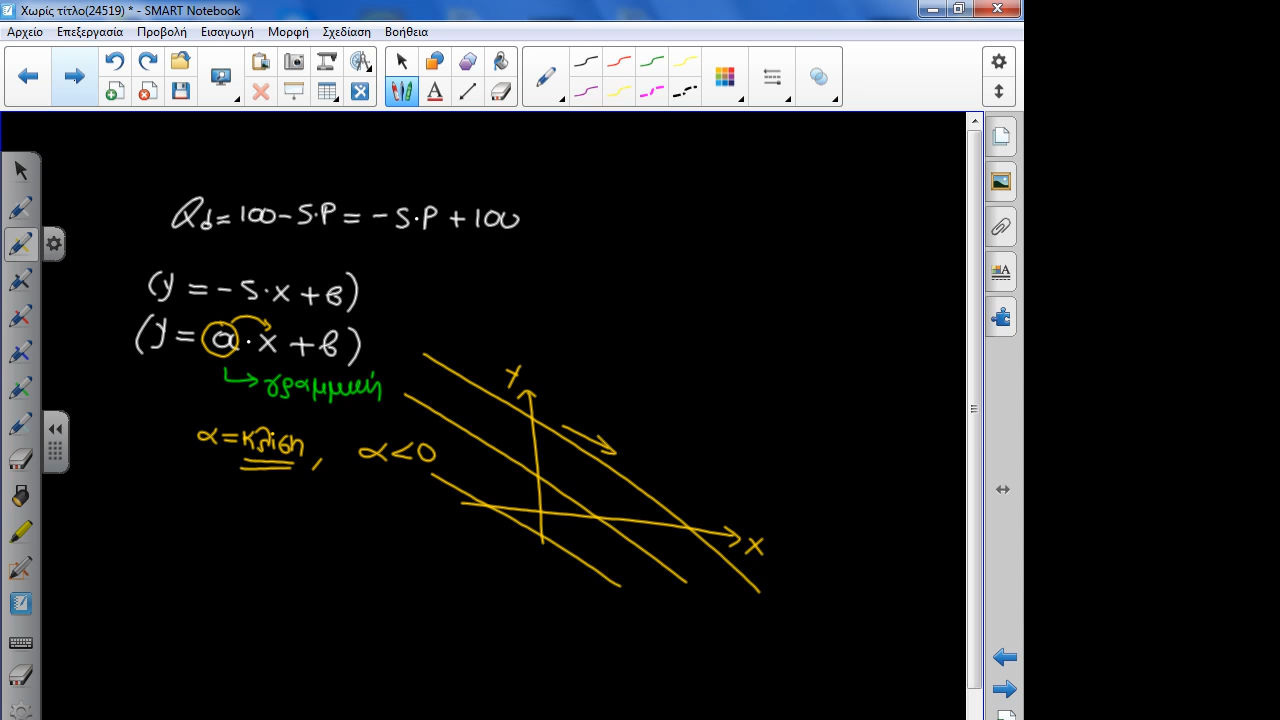 Χωρίς τίτλο(24519) * - SMART Notebook
Αρχείο Επεξεργασία Προβολή Εισαγωγή Μορφή Σχεδίαση Βοήθεια
Qd = 100 - 5·P = - 5·P + 100
(y = - 5·x + β)
(y = α·x + β)
γραμμική
α = κλίση, α < 0
Y
X